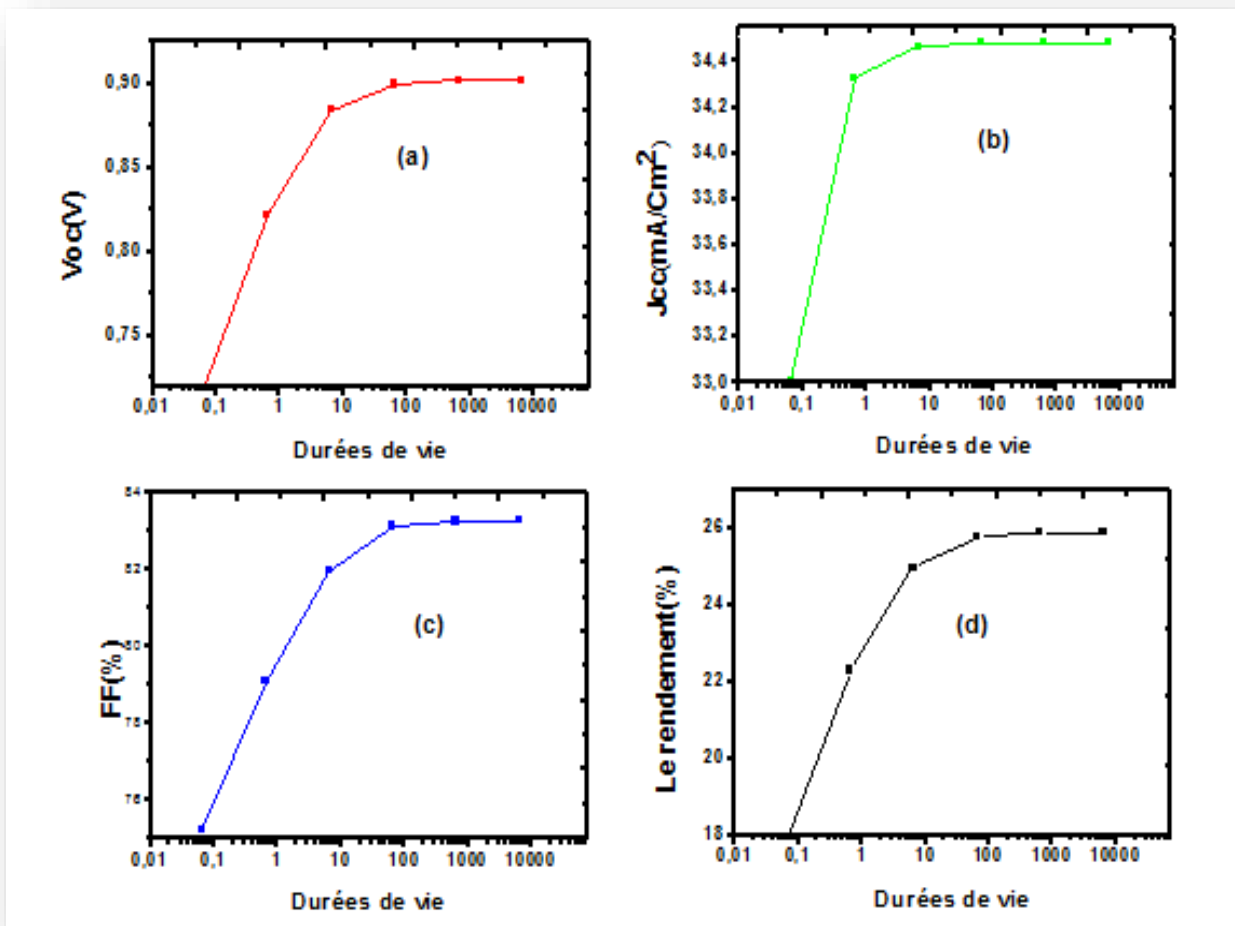 0,90
0,85
0,80
0,75
Voc(V)
(a)
0,01 0,1 1 10 100 1000 10000
Durées de vie
34,4
34,2
34,0
33,8
33,6
33,4
33,2
33,0
Jcc(mA/Cm²)
(b)
0,01 0,1 1 10 100 1000 10000
Durées de vie
84
82
80
78
76
FF(%)
(c)
0,01 0,1 1 10 100 1000 10000
Durées de vie
26
24
22
20
18
Le rendement(%)
(d)
0,01 0,1 1 10 100 1000 10000
Durées de vie